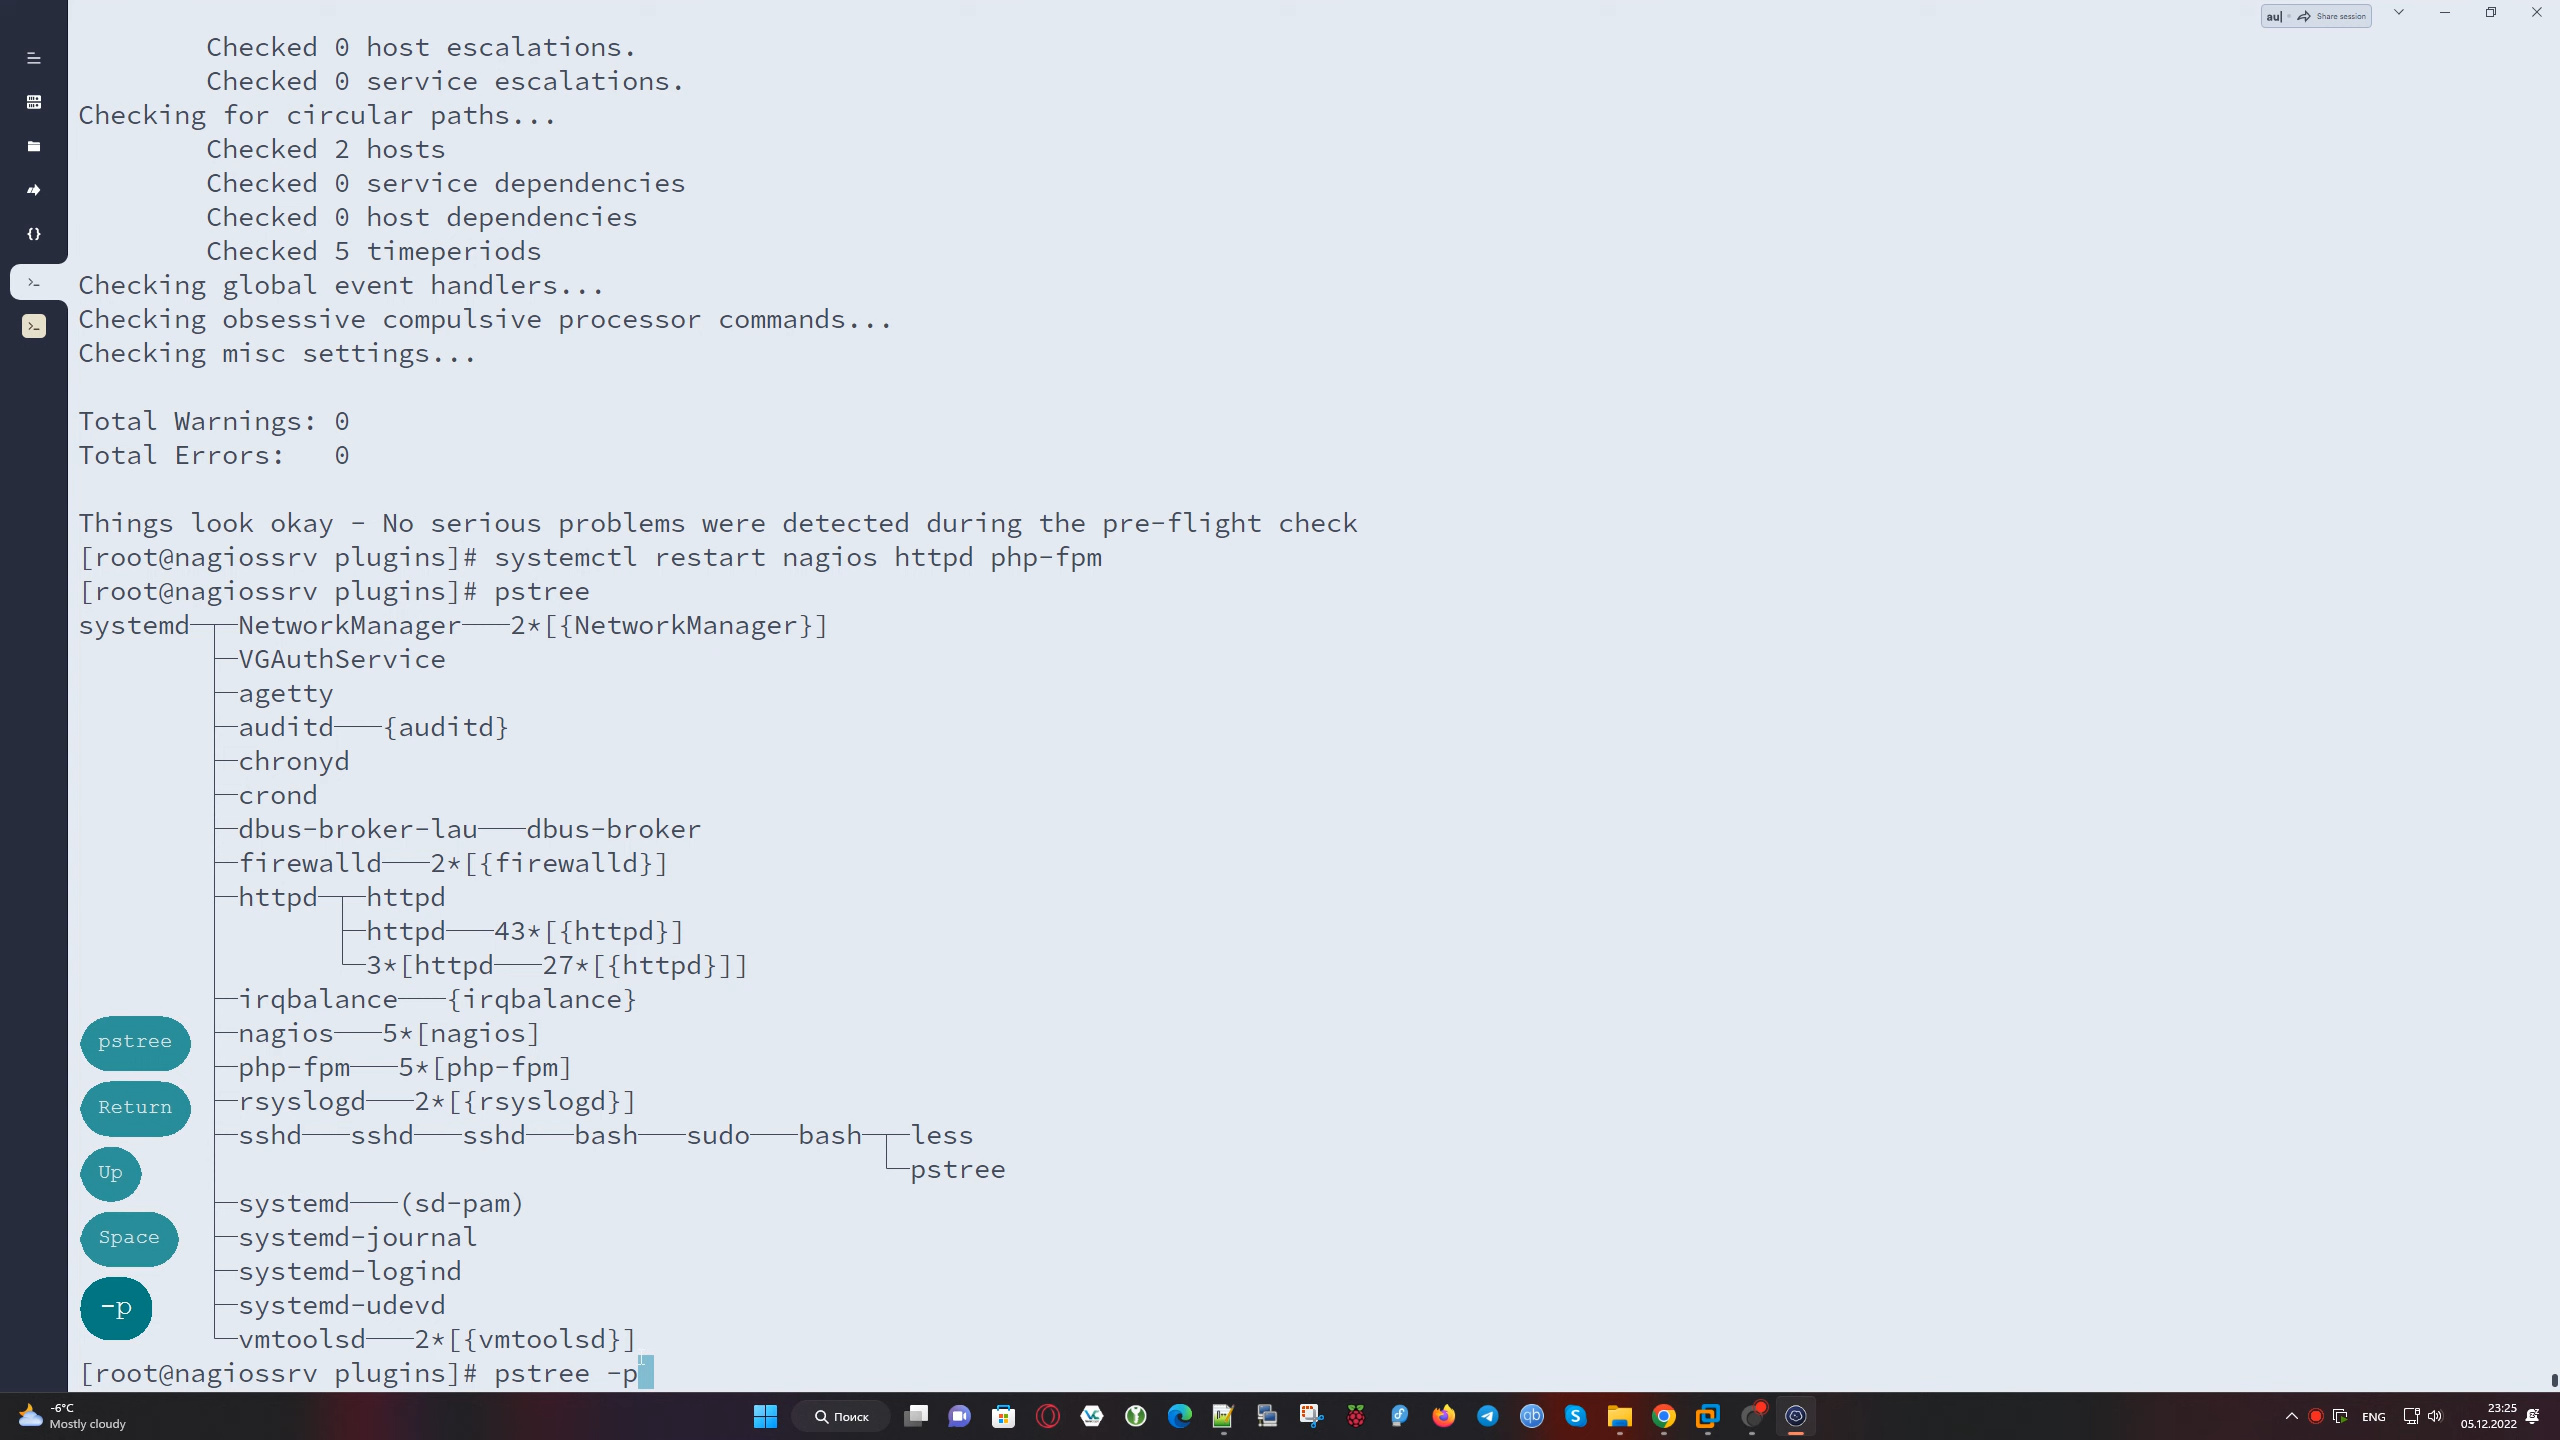 au| Share session
        Checked 0 host escalations.
        Checked 0 service escalations.
Checking for circular paths...
        Checked 2 hosts
        Checked 0 service dependencies
        Checked 0 host dependencies
        Checked 5 timeperiods
Checking global event handlers...
Checking obsessive compulsive processor commands...
Checking misc settings...
Total Warnings: 0
Total Errors:   0
Things look okay - No serious problems were detected during the pre-flight check
[root@nagiossrv plugins]# systemctl restart nagios httpd php-fpm
[root@nagiossrv plugins]# pstree
systemd─┬─NetworkManager───2*[{NetworkManager}]
        ├─VGAuthService
        ├─agetty
        ├─auditd───{auditd}
        ├─chronyd
        ├─crond
        ├─dbus-broker-lau───dbus-broker
        ├─firewalld───2*[{firewalld}]
        ├─httpd─┬─httpd
        │       ├─httpd───43*[{httpd}]
        │       └─3*[httpd───27*[{httpd}]]
        ├─irqbalance───{irqbalance}
        ├─nagios───5*[nagios]
        ├─php-fpm───5*[php-fpm]
        ├─rsyslogd───2*[{rsyslogd}]
        ├─sshd───sshd───sshd───bash───sudo───bash─┬─less
        │                                         └─pstree
        ├─systemd───(sd-pam)
        ├─systemd-journal
        ├─systemd-logind
        ├─systemd-udevd
        └─vmtoolsd───2*[{vmtoolsd}]
[root@nagiossrv plugins]# pstree -p
pstree
Return
Up
Space
-p
-6°C
Mostly cloudy
Поиск
ENG
23:25
05.12.2022